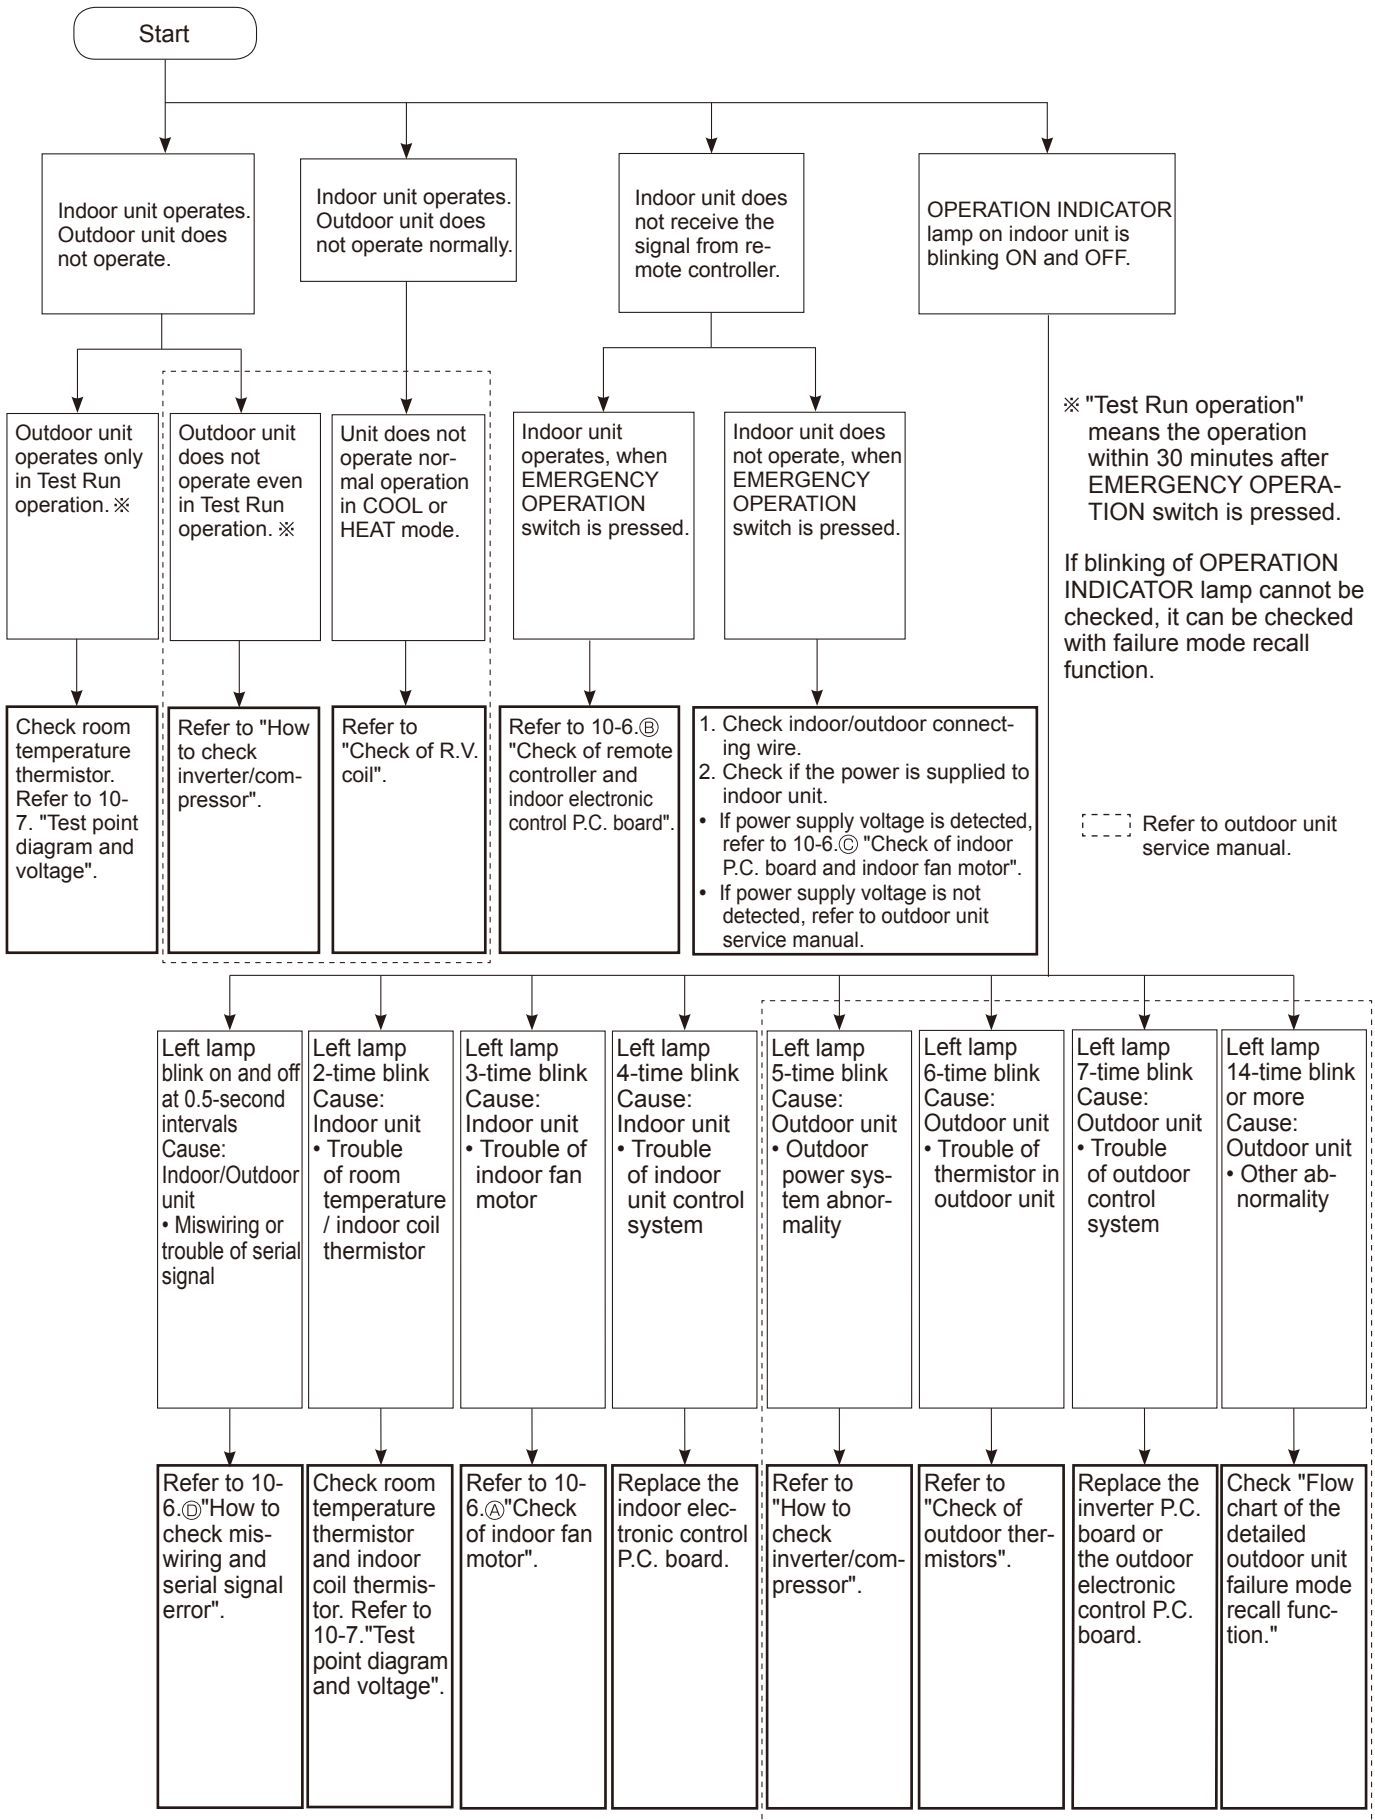 Start
Indoor unit operates.
Outdoor unit does
not operate.
Indoor unit operates.
Outdoor unit does
not operate normally.
Indoor unit does
not receive the
signal from re-
mote controller.
OPERATION INDICATOR
lamp on indoor unit is
blinking ON and OFF.
Outdoor unit
operates only
in Test Run
operation. ※
Outdoor unit
does not
operate even
in Test Run
operation. ※
Unit does not
operate nor-
mal operation
in COOL or
HEAT mode.
Indoor unit
operates, when
EMERGENCY
OPERATION
switch is pressed.
Indoor unit does
not operate, when
EMERGENCY
OPERATION
switch is pressed.
※ "Test Run operation"
means the operation
within 30 minutes after
EMERGENCY OPERA-
TION switch is pressed.
If blinking of OPERATION
INDICATOR lamp cannot be
checked, it can be checked
with failure mode recall
function.
Check room
temperature
thermistor.
Refer to 10-
7. "Test point
diagram and
voltage".
Refer to "How
to check
inverter/com-
pressor".
Refer to
"Check of R.V.
coil".
Refer to 10-6.Ⓑ
"Check of remote
controller and
indoor electronic
control P.C. board".
1. Check indoor/outdoor connect-
ing wire.
2. Check if the power is supplied to
indoor unit.
• If power supply voltage is detected,
refer to 10-6.Ⓒ "Check of indoor
P.C. board and indoor fan motor".
• If power supply voltage is not
detected, refer to outdoor unit
service manual.
Refer to outdoor unit
service manual.
Left lamp
blink on and off
at 0.5-second
intervals
Cause:
Indoor/Outdoor
unit
• Miswiring or
trouble of serial
signal
Left lamp
2-time blink
Cause:
Indoor unit
• Trouble
of room
temperature
/ indoor coil
thermistor
Left lamp
3-time blink
Cause:
Indoor unit
• Trouble of
indoor fan
motor
Left lamp
4-time blink
Cause:
Indoor unit
• Trouble
of indoor
unit control
system
Left lamp
5-time blink
Cause:
Outdoor unit
• Outdoor
power sys-
tem abnor-
mality
Left lamp
6-time blink
Cause:
Outdoor unit
• Trouble of
thermistor in
outdoor unit
Left lamp
7-time blink
Cause:
Outdoor unit
• Trouble
of outdoor
control
system
Left lamp
14-time blink
or more
Cause:
Outdoor unit
• Other ab-
normality
Refer to 10-
6.Ⓓ"How to
check mis-
wiring and
serial signal
error".
Check room
temperature
thermistor
and indoor
coil thermis-
tor. Refer to
10-7."Test
point diagram
and voltage".
Refer to 10-
6.Ⓐ"Check
of indoor fan
motor".
Replace the
indoor elec-
tronic control
P.C. board.
Refer to
"How to
check
inverter/com-
pressor".
Refer to
"Check of
outdoor ther-
mistors".
Replace the
inverter P.C.
board or
the outdoor
electronic
control P.C.
board.
Check "Flow
chart of the
detailed
outdoor unit
failure mode
recall func-
tion."